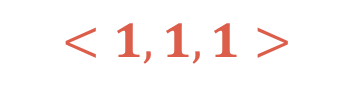 < 1, 1, 1 >